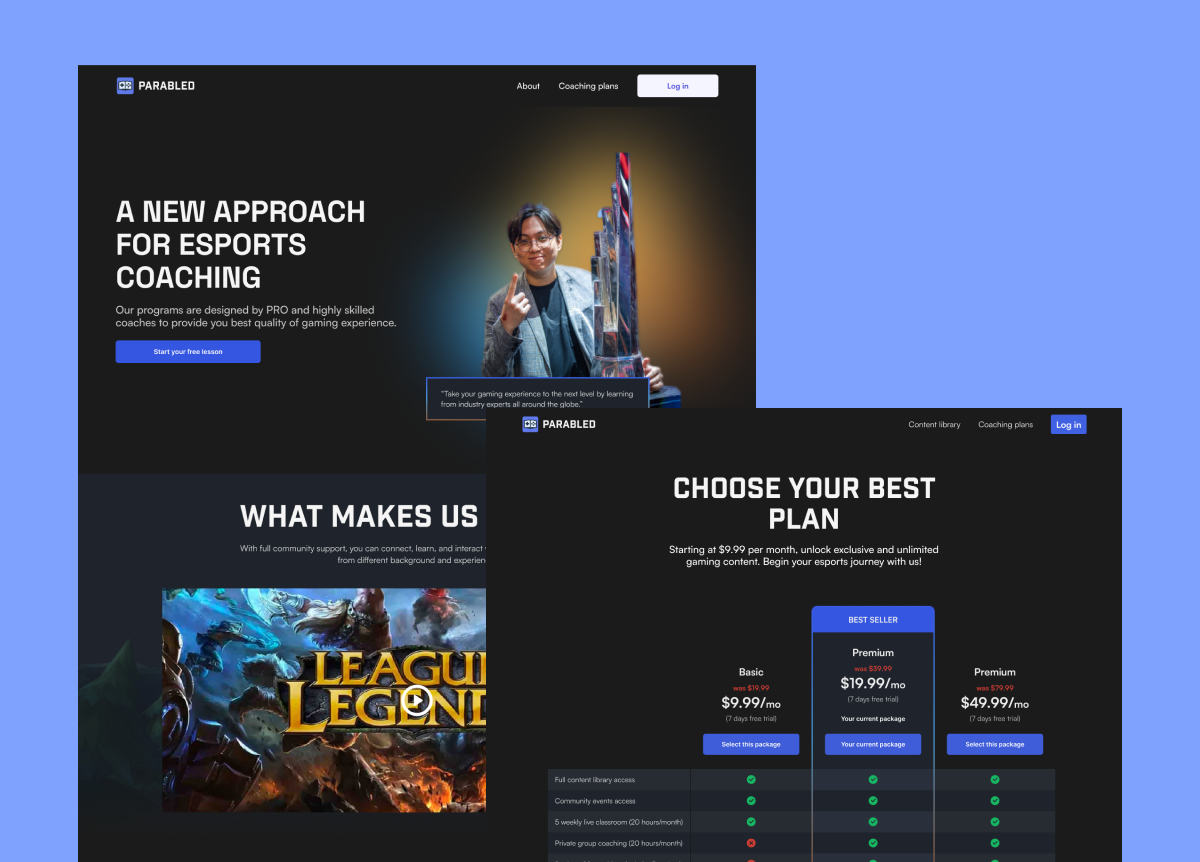 PARABLED
About
Coaching plans
Log in
A NEW APPROACH
FOR ESPORTS
COACHING
Our programs are designed by PRO and highly skilled
coaches to provide you best quality of gaming experience.
Start your free lesson
"Take your gaming experience to the next level by learning
from industry experts all around the globe."
WHAT MAKES US
With full community support, you can connect, learn, and interact
from different background and experien
LEAGU
LEGEND
PARABLED
Content library
Coaching plans
Log in
CHOOSE YOUR BEST
PLAN
Starting at $9.99 per month, unlock exclusive and unlimited
gaming content. Begin your esports journey with us!
BEST SELLER
Basic
was $19.99
$9.99/mo
(7 days free trial)
Select this package
Premium
was $39.99
$19.99/mo
(7 days free trial)
Your current package
Your current package
Premium
was $79.99
$49.99/mo
(7 days free trial)
Select this package
Full content library access
Community events access
5 weekly live classroom (20 hours/month)
Private group coaching (20 hours/month)